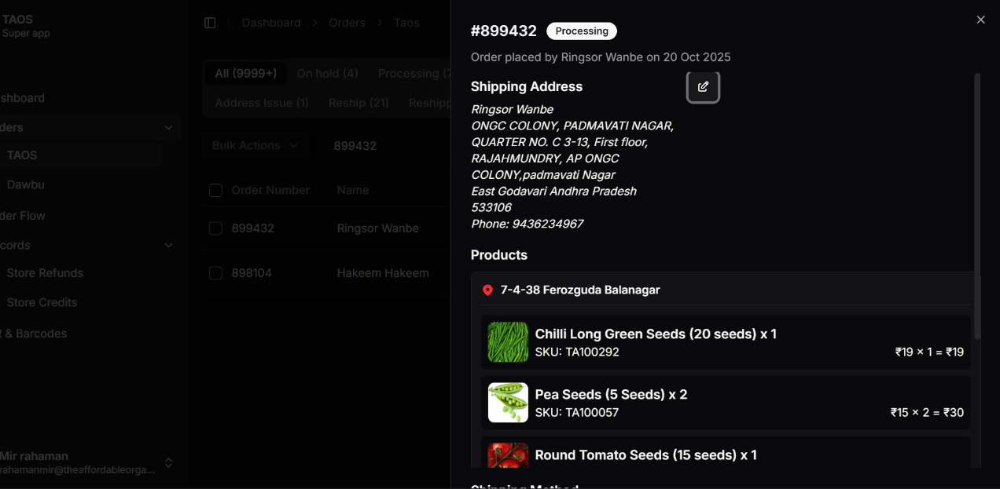 TAOS
Super app
shboard
ders
TAOS
Dawbu
der Flow
cords
Store Refunds
Store Credits
& Barcodes
Mir rahaman
rahamanmir@theaffordableorga...
Dashboard > Orders > Taos
All (9999+) On hold (4) Processing (7
Address Issue (1) Reship (21) Reshipp
Bulk Actions 899432
Order Number Name
899432 Ringsor Wanbe
898104 Hakeem Hakeem
#899432 Processing
Order placed by Ringsor Wanbe on 20 Oct 2025
Shipping Address
Ringsor Wanbe
ONGC COLONY, PADMAVATI NAGAR,
QUARTER NO. C 3-13, First floor,
RAJAHMUNDRY, AP ONGC
COLONY,padmavati Nagar
East Godavari Andhra Pradesh
533106
Phone: 9436234967
Products
7-4-38 Ferozguda Balanagar
Chilli Long Green Seeds (20 seeds) x 1
SKU: TA100292 ₹19 × 1 = ₹19
Pea Seeds (5 Seeds) x 2
SKU: TA100057 ₹15 × 2 = ₹30
Round Tomato Seeds (15 seeds) x 1
Shipping Method